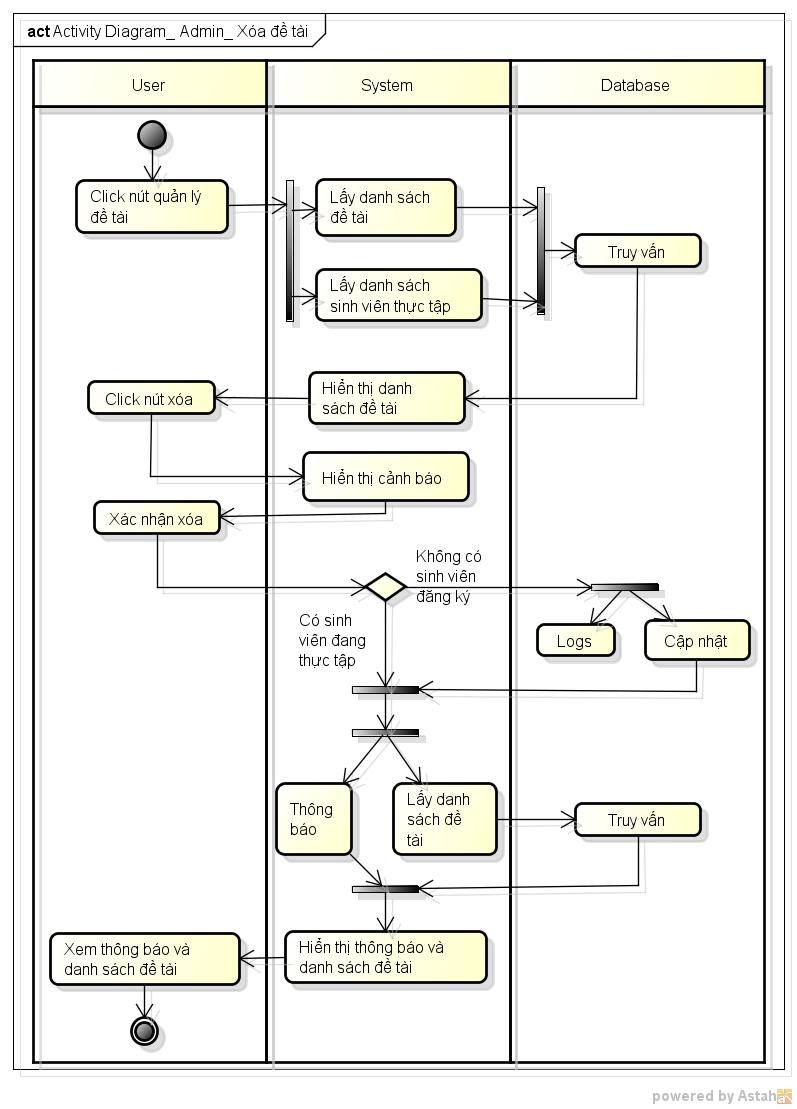 act Activity Diagram_ Admin_ Xóa đề tài
User
System
Database
Click nút quản lý
đề tài
Lấy danh sách
đề tài
Truy vấn
Lấy danh sách
sinh viên thực tập
Hiển thị danh
sách đề tài
Click nút xóa
Hiển thị cảnh báo
Xác nhận xóa
Không có
sinh viên
đăng ký
Có sinh
viên đang
thực tập
Logs
Cập nhật
Thông
báo
Lấy danh
sách đề
tài
Truy vấn
Hiển thị thông báo và
danh sách đề tài
Xem thông báo và
danh sách đề tài
powered by Astah